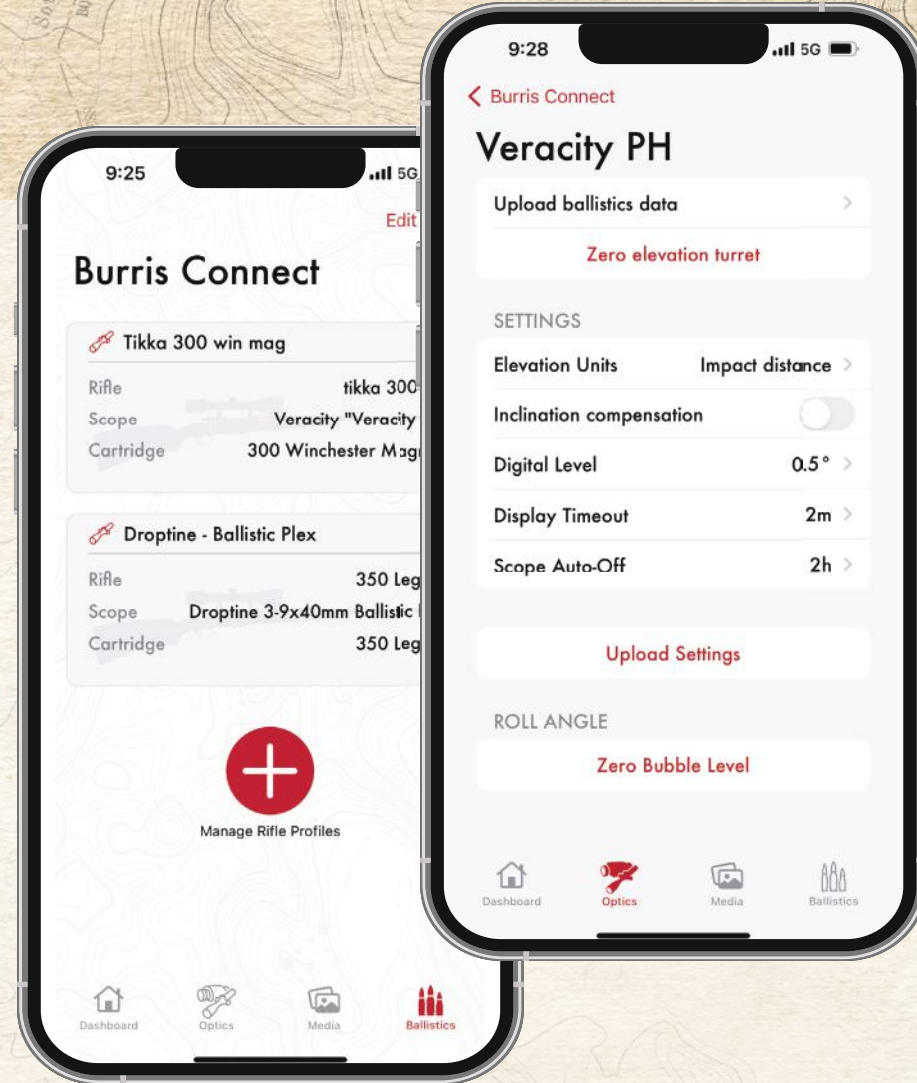 9:25
5G
Edit
Burris Connect
Tikka 300 win mag
Rifle tikka 300
Scope Veracity "Veracity
Cartridge 300 Winchester Mag
Droptine - Ballistic Plex
Rifle 350 Leg
Scope Droptine 3-9x40mm Ballistic
Cartridge 350 Leg
Manage Rifle Profiles
Dashboard Optics Media Ballistics
9:28 5G
Burris Connect
Veracity PH
Upload ballistics data
Zero elevation turret
SETTINGS
Elevation Units Impact distance
Inclination compensation
Digital Level 0.5°
Display Timeout 2m
Scope Auto-Off 2h
Upload Settings
ROLL ANGLE
Zero Bubble Level
Dashboard Optics Media Ballistics